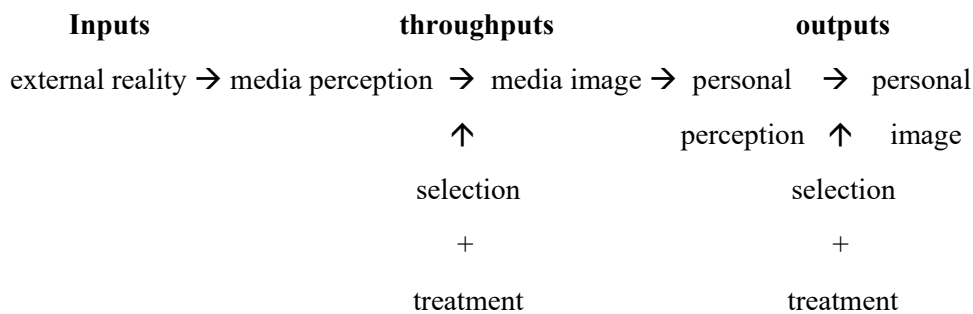 Inputs throughputs outputs
external reality → media perception → media image → personal → personal
↑ perception ↑ image
selection selection
+ +
treatment treatment